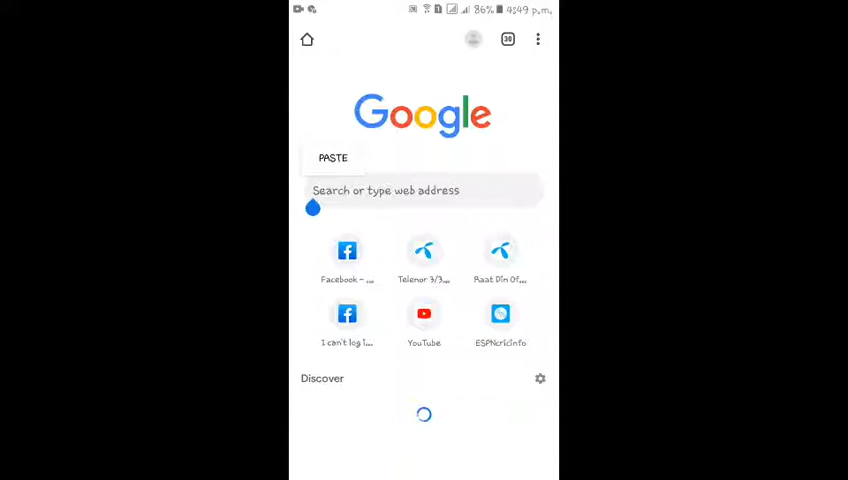 86% 4:49 p.m.
30
Google
PASTE
Search or type web address
Facebook - ...
Telenor 3/3...
Raat Din Of...
I can't log i...
YouTube
ESPNcricinfo
Discover